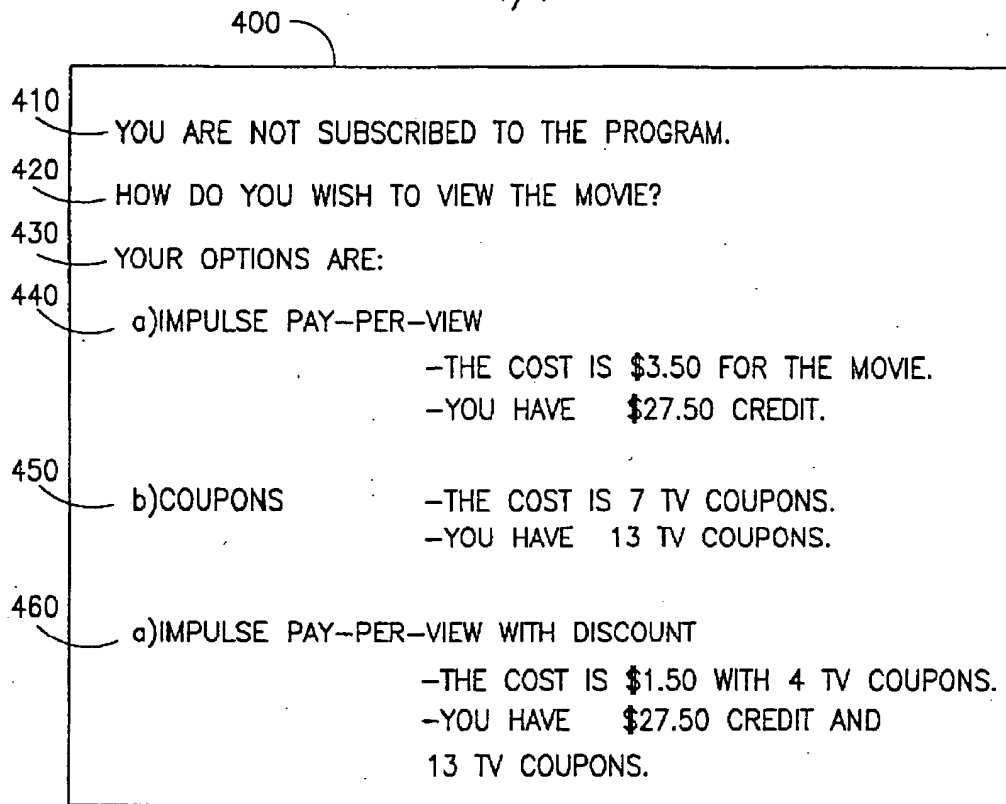 400
410
YOU ARE NOT SUBSCRIBED TO THE PROGRAM.
420
HOW DO YOU WISH TO VIEW THE MOVIE?
430
YOUR OPTIONS ARE:
440
a)IMPULSE PAY-PER-VIEW
-THE COST IS $3.50 FOR THE MOVIE.
-YOU HAVE $27.50 CREDIT.
450
b)COUPONS -THE COST IS 7 TV COUPONS.
-YOU HAVE 13 TV COUPONS.
460
a)IMPULSE PAY-PER-VIEW WITH DISCOUNT
-THE COST IS $1.50 WITH 4 TV COUPONS.
-YOU HAVE $27.50 CREDIT AND
13 TV COUPONS.